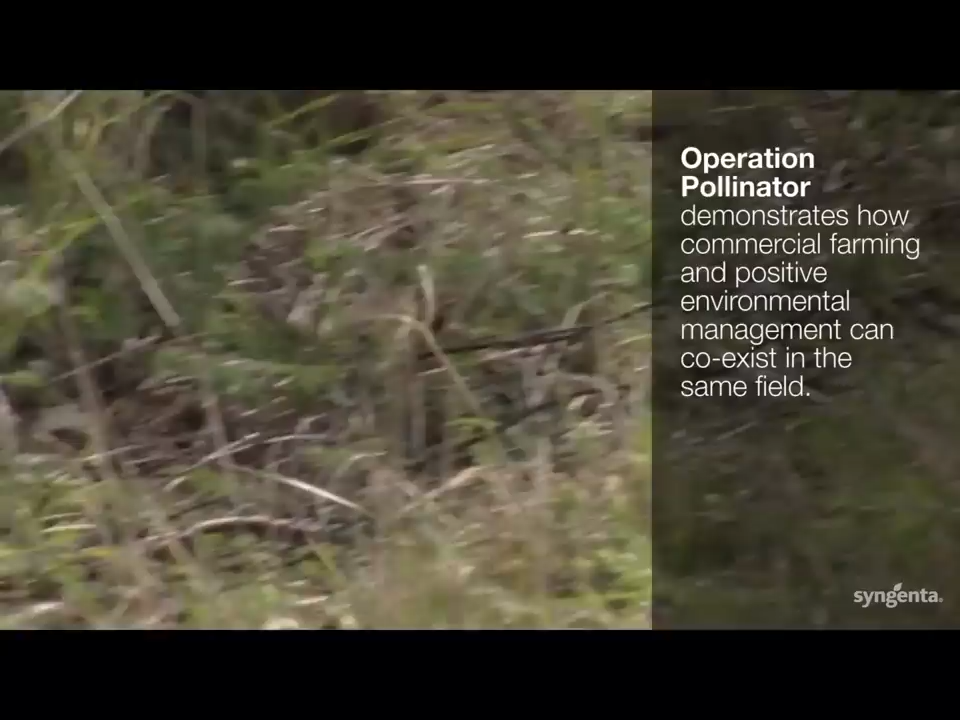 Operation
Pollinator
demonstrates how
commercial farming
and positive
environmental
management can
co-exist in the
same field.
syngenta.